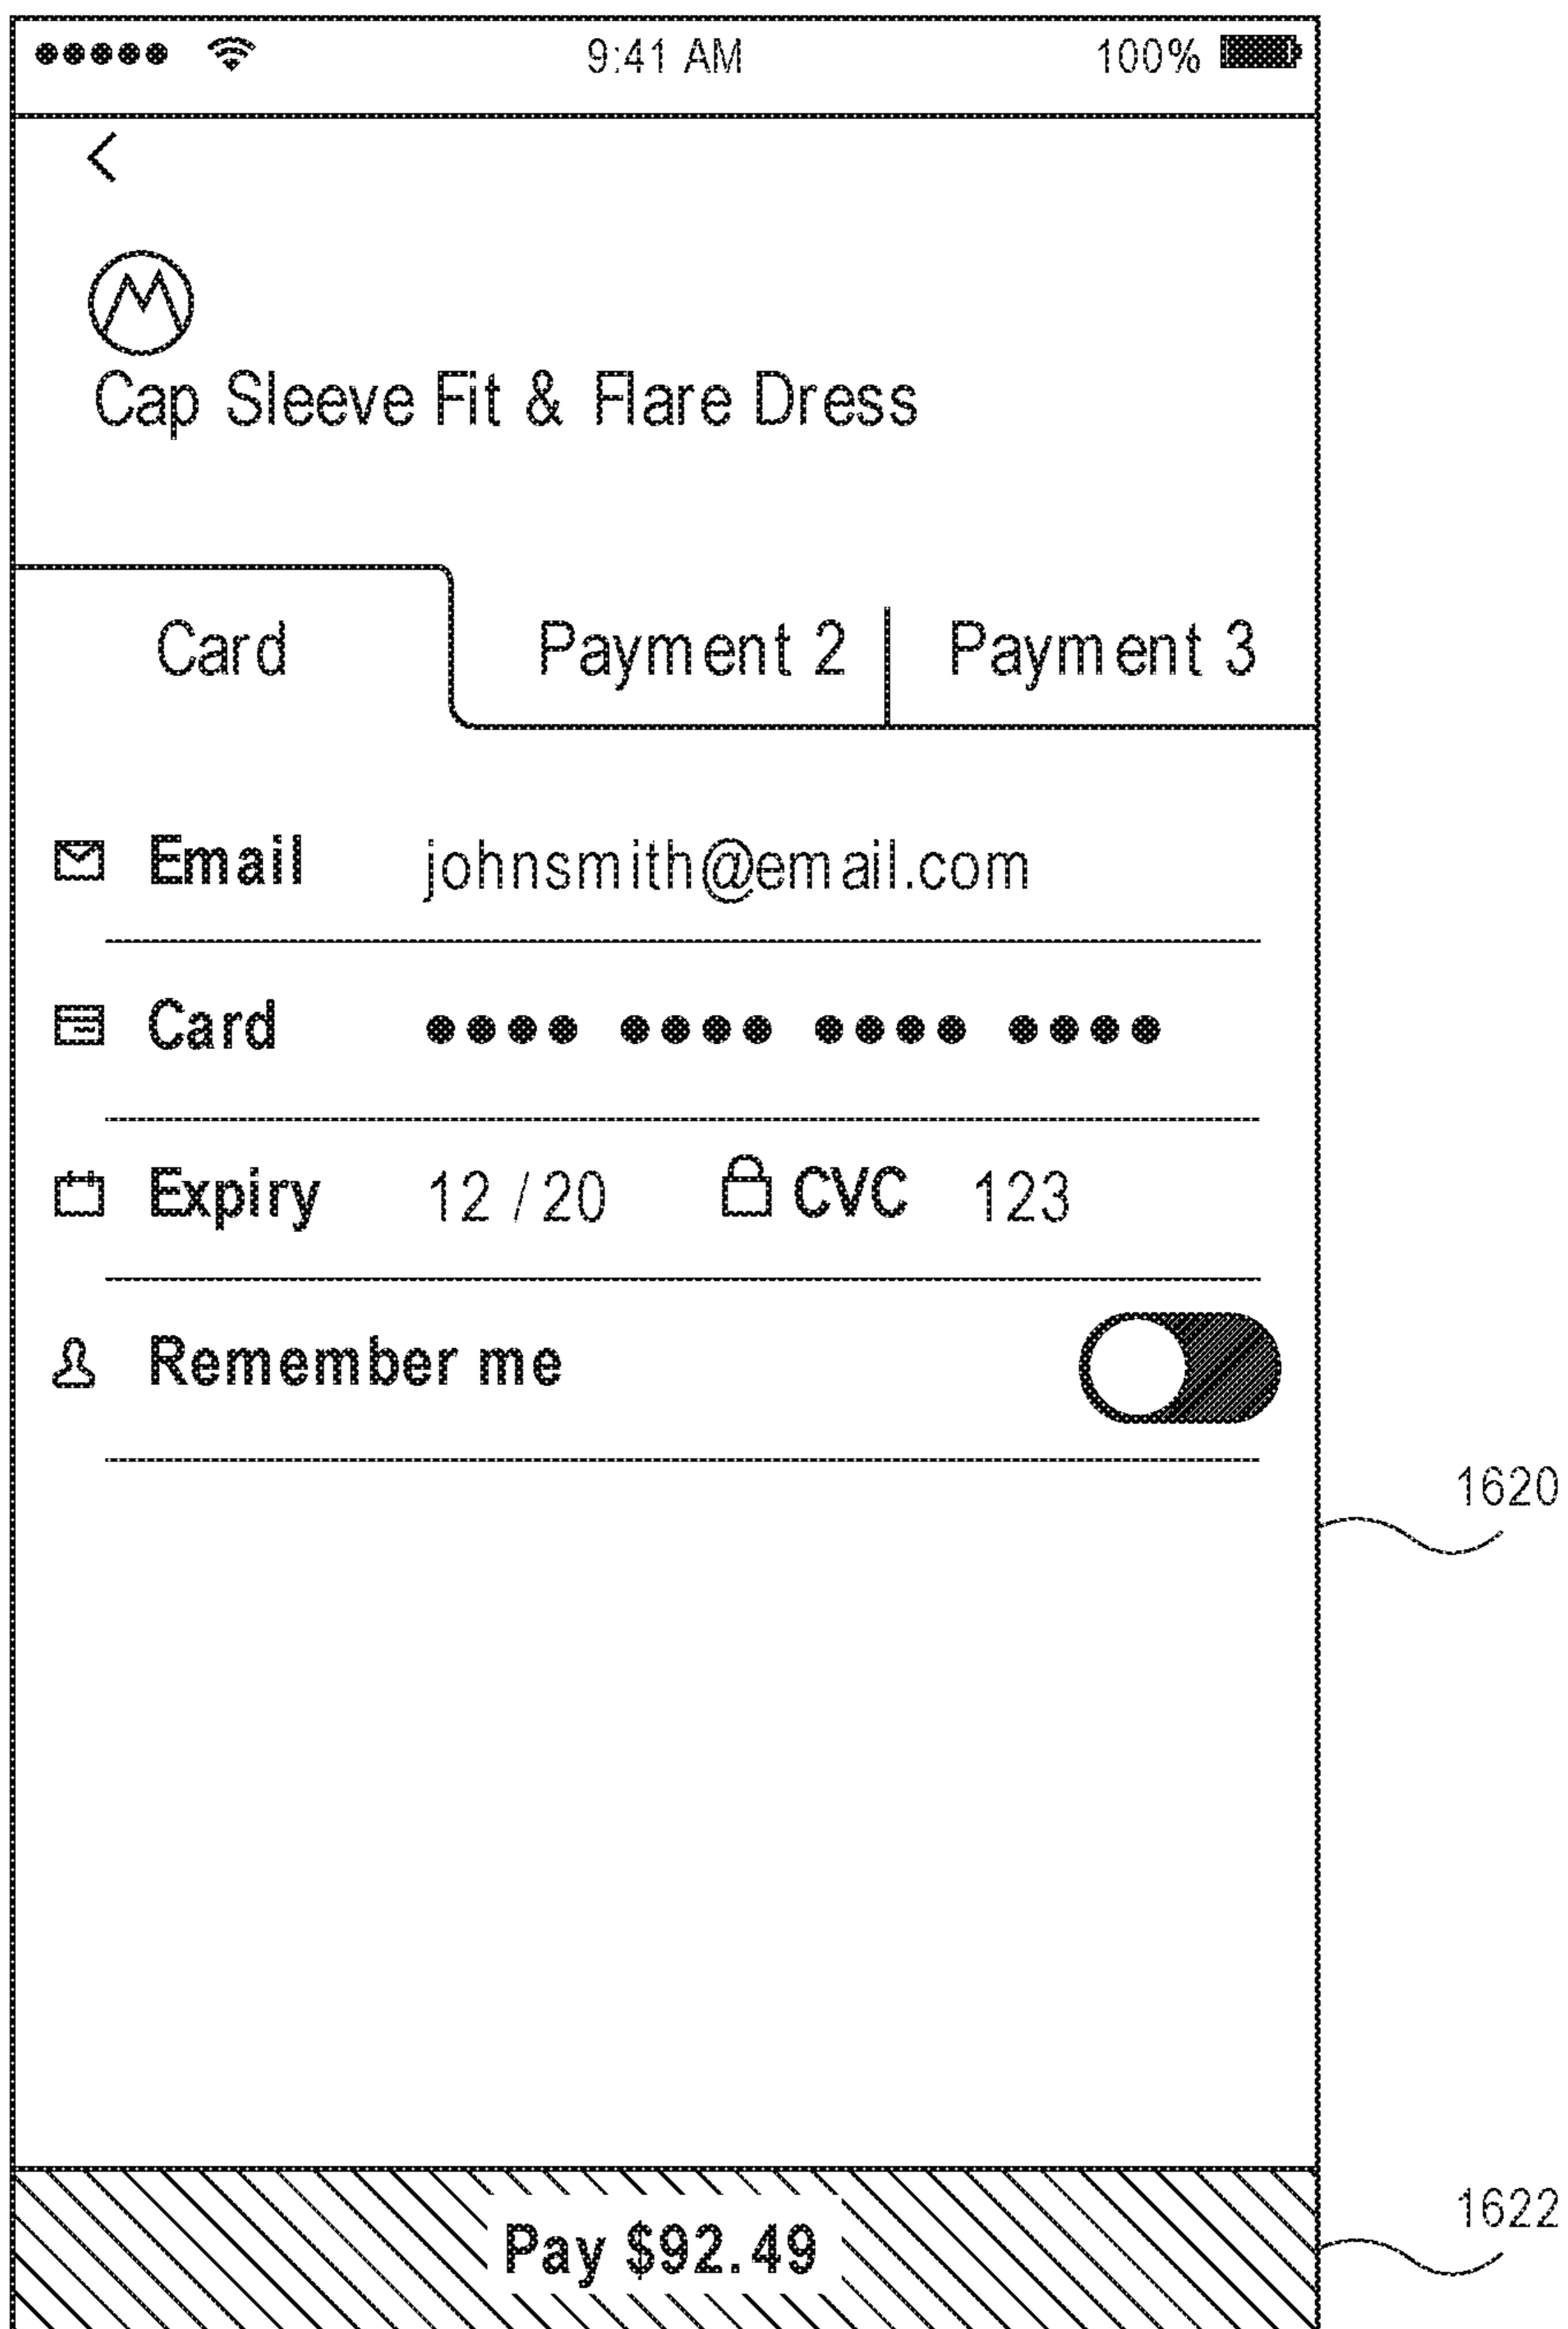 9:41 AM 100%
Cap Sleeve Fit & Flare Dress
Card Payment 2 Payment 3
Email johnsmith@email.com
Card •••• •••• •••• ••••
Expiry 12 / 20 CVC 123
Remember me
1620
Pay $92.49
1622